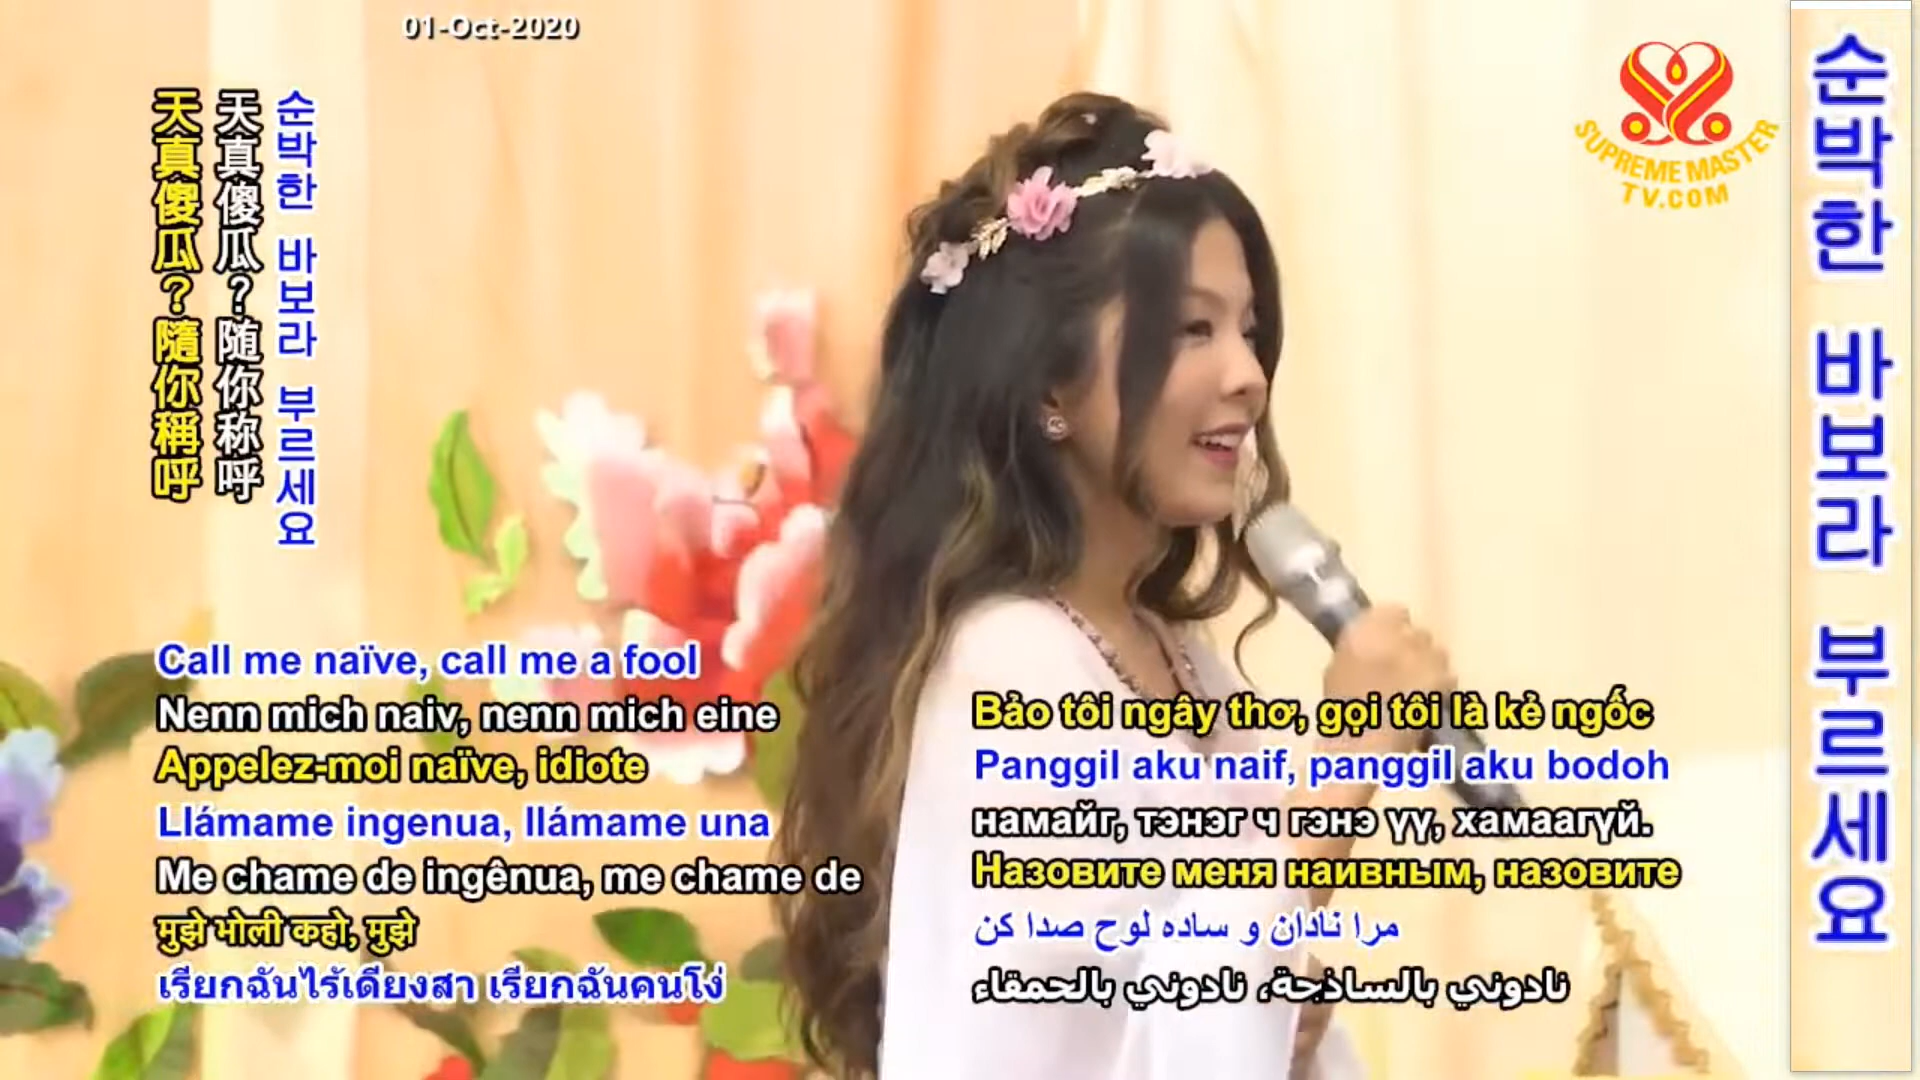 01-Oct-2020
SUPREME MASTER
TV.COM
순박한 바보라 부르세요
天真傻瓜？随你称呼
天真傻瓜？隨你稱呼
순박한 바보라 부르세요
Call me naïve, call me a fool
Nenn mich naiv, nenn mich eine
Appelez-moi naïve, idiote
Llámame ingenua, llámame una
Me chame de ingênua, me chame de
मुझे भोली कहो, मुझे
เรียกฉันไร้เดียงสา เรียกฉันคนโง่
Bảo tôi ngây thơ, gọi tôi là kẻ ngốc
Panggil aku naif, panggil aku bodoh
намайг, тэнэг ч гэнэ үү, хамаагүй.
Назовите меня наивным, назовите
مرا نادان و ساده لوح صدا کن
نادوني بالساذجة، نادوني بالحمقاء